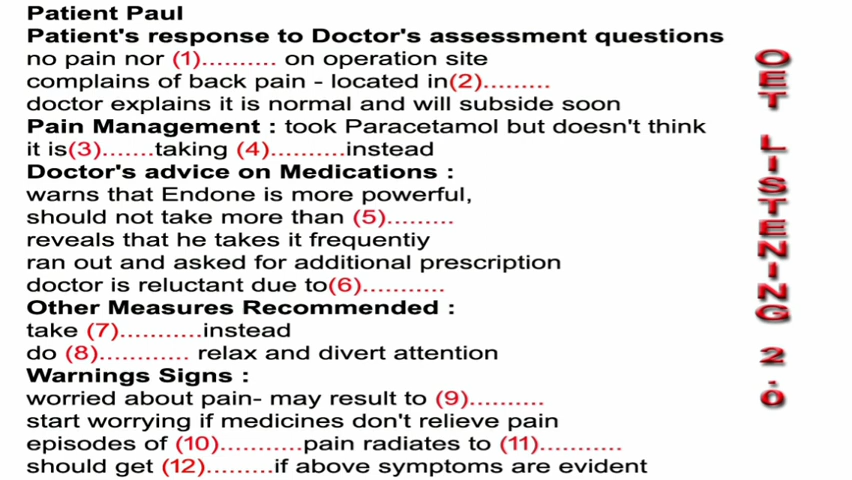 Patient Paul
Patient's response to Doctor's assessment questions
no pain nor (1).......... on operation site
complains of back pain - located in(2).........
doctor explains it is normal and will subside soon
Pain Management : took Paracetamol but doesn't think
it is(3).......taking (4)..........instead
Doctor's advice on Medications :
warns that Endone is more powerful,
should not take more than (5).........
reveals that he takes it frequentiy
ran out and asked for additional prescription
doctor is reluctant due to(6)...........
Other Measures Recommended :
take (7)...........instead
do (8)............ relax and divert attention
Warnings Signs :
worried about pain- may result to (9)..........
start worrying if medicines don't relieve pain
episodes of (10)...........pain radiates to (11)...........
should get (12).........if above symptoms are evident
OET LISTENING 2.0